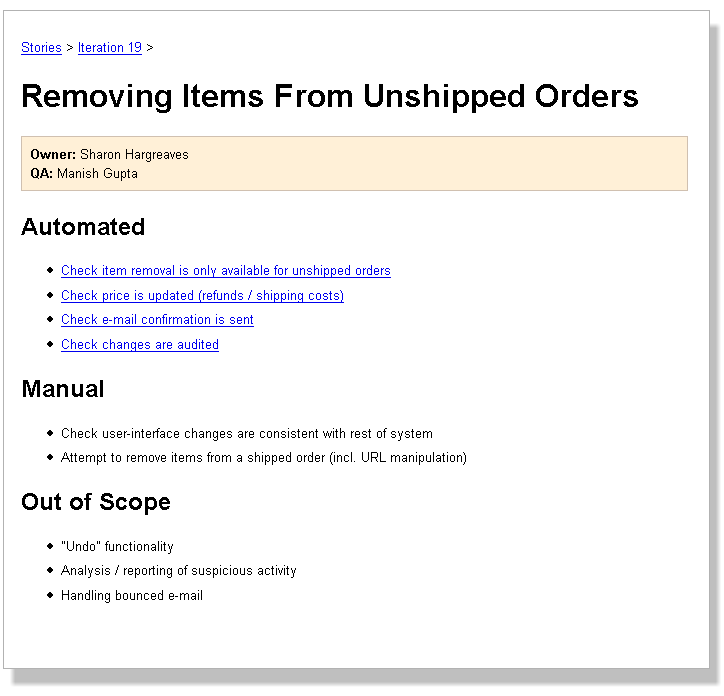 Stories > Iteration 19 >
Removing Items From Unshipped Orders
Owner: Sharon Hargreaves
QA: Manish Gupta
Automated
Check item removal is only available for unshipped orders
Check price is updated (refunds / shipping costs)
Check e-mail confirmation is sent
Check changes are audited
Manual
Check user-interface changes are consistent with rest of system
Attempt to remove items from a shipped order (incl. URL manipulation)
Out of Scope
"Undo" functionality
Analysis / reporting of suspicious activity
Handling bounced e-mail